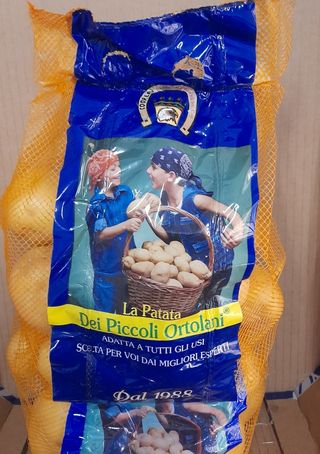 La Patata
Dei Piccoli Ortolani®
ADATTA A TUTTI GLI USI
SCELTA PER VOI DAI MIGLIORI ESPERTI
Dal 1988